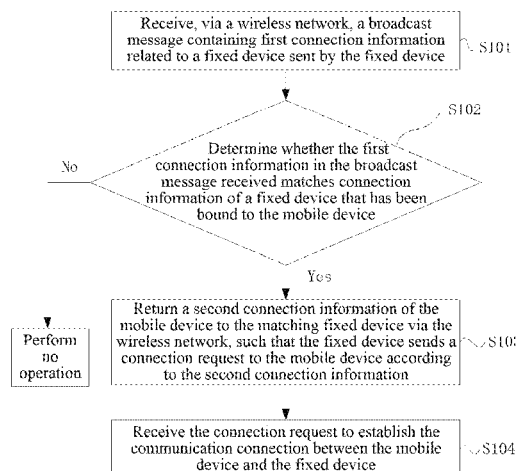 Receive, via a wireless network, a broadcast
message containing first connection information
related to a fixed device sent by the fixed device
S101
S102
Determine whether the first
connection information in the broadcast
message received matches connection
information of a fixed device that has been
bound to the mobile device
No
Yes
Return a second connection information of the
mobile device to the matching fixed device via the
wireless network, such that the fixed device sends a
connection request to the mobile device according
to the second connection information
S103
Perform
no
operation
Receive the connection request to establish the
communication connection between the mobile
device and the fixed device
S104